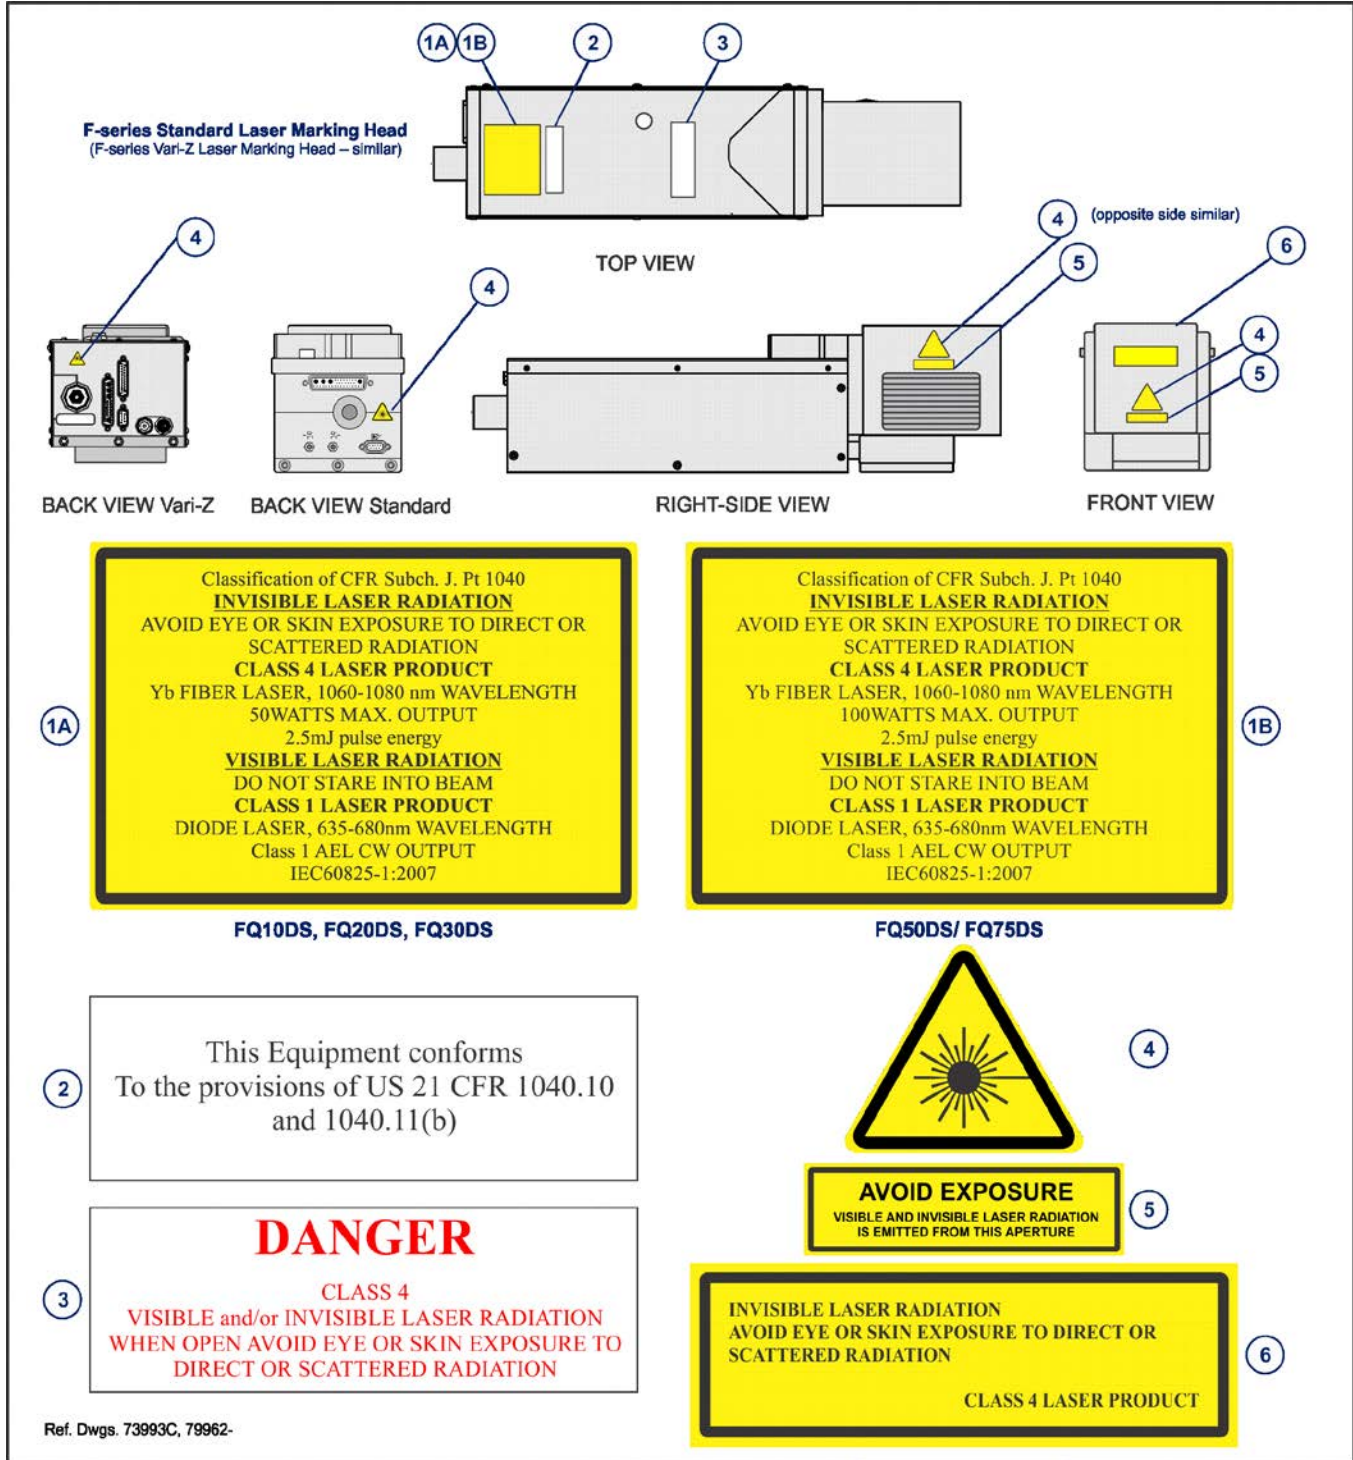 1A 1B 2 3
F-series Standard Laser Marking Head
(F-series Vari-Z Laser Marking Head – similar)
TOP VIEW
4 (opposite side similar)
5
6
4
4
4
5
BACK VIEW Vari-Z
BACK VIEW Standard
RIGHT-SIDE VIEW
FRONT VIEW
1A
Classification of CFR Subch. J. Pt 1040
INVISIBLE LASER RADIATION
AVOID EYE OR SKIN EXPOSURE TO DIRECT OR
SCATTERED RADIATION
CLASS 4 LASER PRODUCT
Yb FIBER LASER, 1060-1080 nm WAVELENGTH
50WATTS MAX. OUTPUT
2.5mJ pulse energy
VISIBLE LASER RADIATION
DO NOT STARE INTO BEAM
CLASS 1 LASER PRODUCT
DIODE LASER, 635-680nm WAVELENGTH
Class 1 AEL CW OUTPUT
IEC60825-1:2007
FQ10DS, FQ20DS, FQ30DS
Classification of CFR Subch. J. Pt 1040
INVISIBLE LASER RADIATION
AVOID EYE OR SKIN EXPOSURE TO DIRECT OR
SCATTERED RADIATION
CLASS 4 LASER PRODUCT
Yb FIBER LASER, 1060-1080 nm WAVELENGTH
100WATTS MAX. OUTPUT
2.5mJ pulse energy
VISIBLE LASER RADIATION
DO NOT STARE INTO BEAM
CLASS 1 LASER PRODUCT
DIODE LASER, 635-680nm WAVELENGTH
Class 1 AEL CW OUTPUT
IEC60825-1:2007
1B
FQ50DS/ FQ75DS
2
This Equipment conforms
To the provisions of US 21 CFR 1040.10
and 1040.11(b)
4
3
DANGER
CLASS 4
VISIBLE and/or INVISIBLE LASER RADIATION
WHEN OPEN AVOID EYE OR SKIN EXPOSURE TO
DIRECT OR SCATTERED RADIATION
AVOID EXPOSURE
VISIBLE AND INVISIBLE LASER RADIATION
IS EMITTED FROM THIS APERTURE
5
INVISIBLE LASER RADIATION
AVOID EYE OR SKIN EXPOSURE TO DIRECT OR
SCATTERED RADIATION
CLASS 4 LASER PRODUCT
6
Ref. Dwgs. 73993C, 79962-